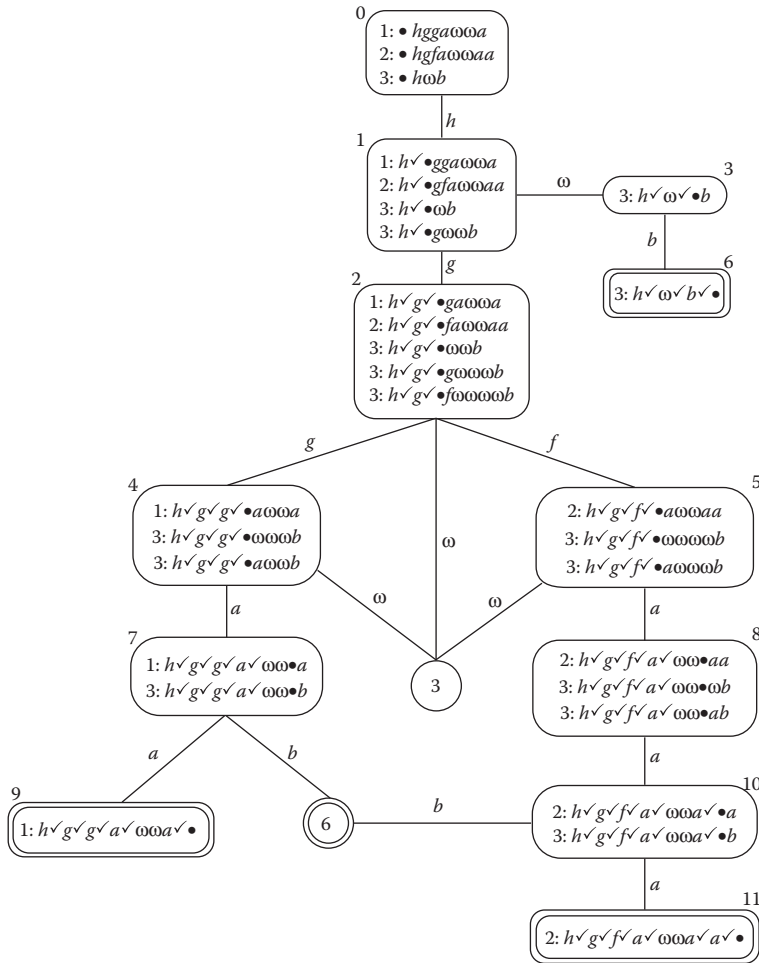 0
1: • hggaωωa
2: • hgfaωωaa
3: • hωb
h
1
1: h✓•ggaωωa
2: h✓•gfaωωaa
3: h✓•ωb
3: h✓•gωωb
ω
3
3: h✓ω✓•b
b
6
3: h✓ω✓b✓•
g
2
1: h✓g✓•gaωωa
2: h✓g✓•faωωaa
3: h✓g✓•ωωb
3: h✓g✓•gωωωb
3: h✓g✓•fωωωωb
g
f
ω
4
1: h✓g✓g✓•aωωa
3: h✓g✓g✓•ωωωb
3: h✓g✓g✓•aωωb
5
2: h✓g✓f✓•aωωaa
3: h✓g✓f✓•ωωωωb
3: h✓g✓f✓•aωωωb
a
ω
ω
a
7
1: h✓g✓g✓a✓ωω•a
3: h✓g✓g✓a✓ωω•b
3
8
2: h✓g✓f✓a✓ωω•aa
3: h✓g✓f✓a✓ωω•ωb
3: h✓g✓f✓a✓ωω•ab
a
b
a
9
1: h✓g✓g✓a✓ωωa✓•
6
b
10
2: h✓g✓f✓a✓ωωa✓•a
3: h✓g✓f✓a✓ωωa✓•b
a
11
2: h✓g✓f✓a✓ωωa✓a✓•